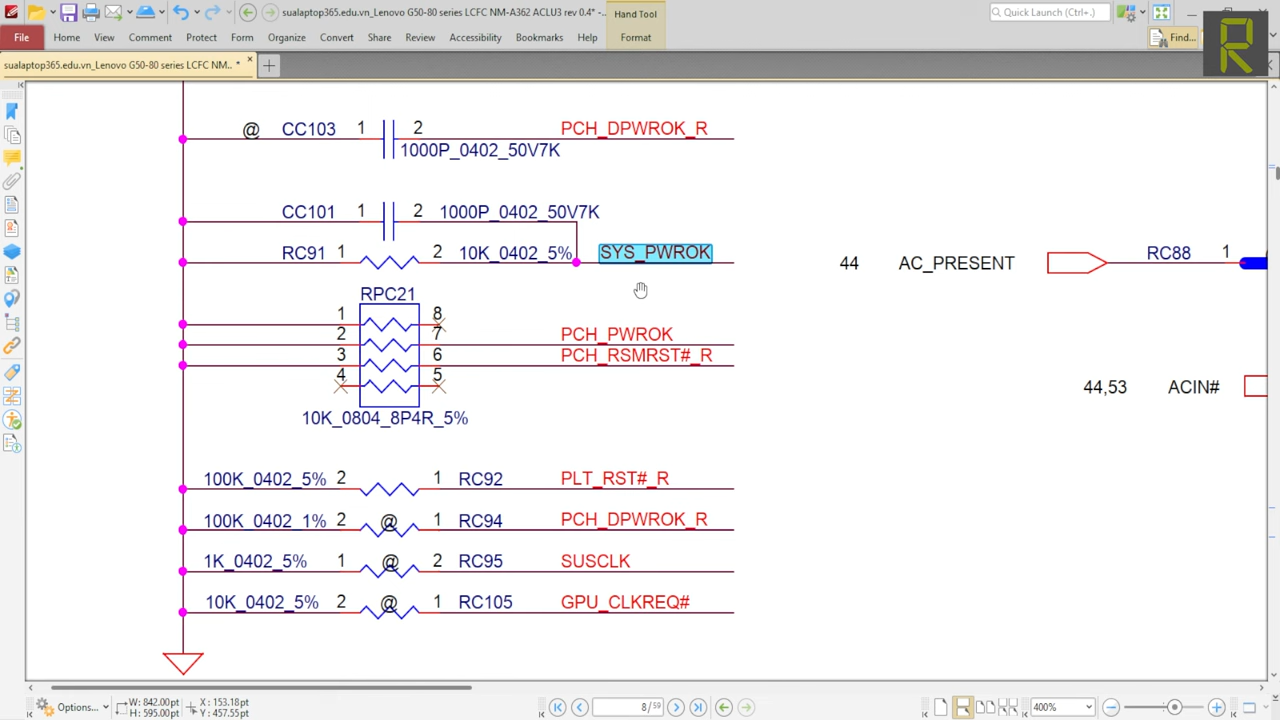 sualaptop365.edu.vn_Lenovo G50-80 series LCFC NM-A362 ACLU3 rev 0.4* -...
Hand Tool
Quick Launch (Ctrl+.)
File
Home
View
Comment
Protect
Form
Organize
Convert
Share
Review
Accessibility
Bookmarks
Help
Format
Find...
R
sualaptop365.edu.vn_Lenovo G50-80 series LCFC NM... *
@ CC103 1 2 PCH_DPWROK_R
1000P_0402_50V7K
CC101 1 2 1000P_0402_50V7K
RC91 1 2 10K_0402_5% SYS_PWROK
44 AC_PRESENT RC88 1
RPC21
1 8
2 7 PCH_PWROK
3 6 PCH_RSMRST#_R
4 5
44,53 ACIN#
10K_0804_8P4R_5%
100K_0402_5% 2 1 RC92 PLT_RST#_R
100K_0402_1% 2 @ 1 RC94 PCH_DPWROK_R
1K_0402_5% 1 @ 2 RC95 SUSCLK
10K_0402_5% 2 @ 1 RC105 GPU_CLKREQ#
Options...
W: 842.00pt
H: 595.00pt
X : 153.18pt
Y : 457.55pt
8/59
400%